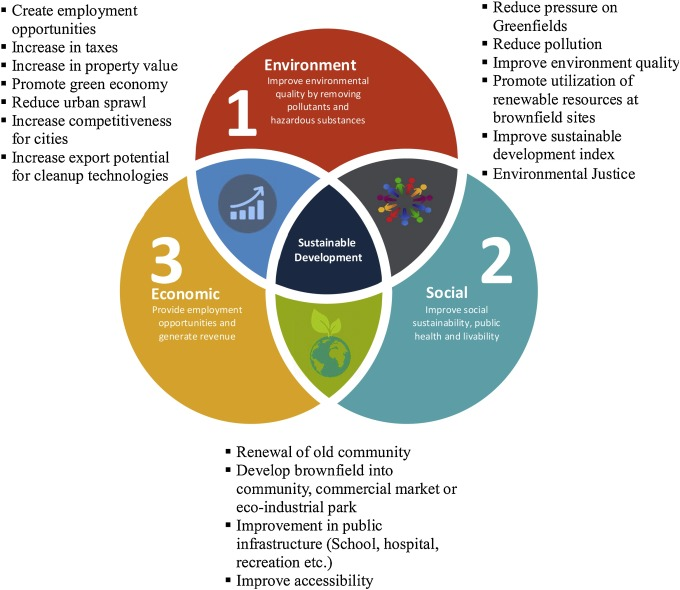 ▪ Create employment
opportunities
▪ Increase in taxes
▪ Increase in property value
▪ Promote green economy
▪ Reduce urban sprawl
▪ Increase competitiveness
for cities
▪ Increase export potential
for cleanup technologies
▪ Reduce pressure on
Greenfields
▪ Reduce pollution
▪ Improve environment quality
▪ Promote utilization of
renewable resources at
brownfield sites
▪ Improve sustainable
development index
▪ Environmental Justice
1
Environment
Improve environmental
quality by removing
pollutants and
hazardous substances
Sustainable
Development
3
Economic
Provide employment
opportunities and
generate revenue
2
Social
Improve social
sustainability, public
health and livability
▪ Renewal of old community
▪ Develop brownfield into
community, commercial market or
eco-industrial park
▪ Improvement in public
infrastructure (School, hospital,
recreation etc.)
▪ Improve accessibility